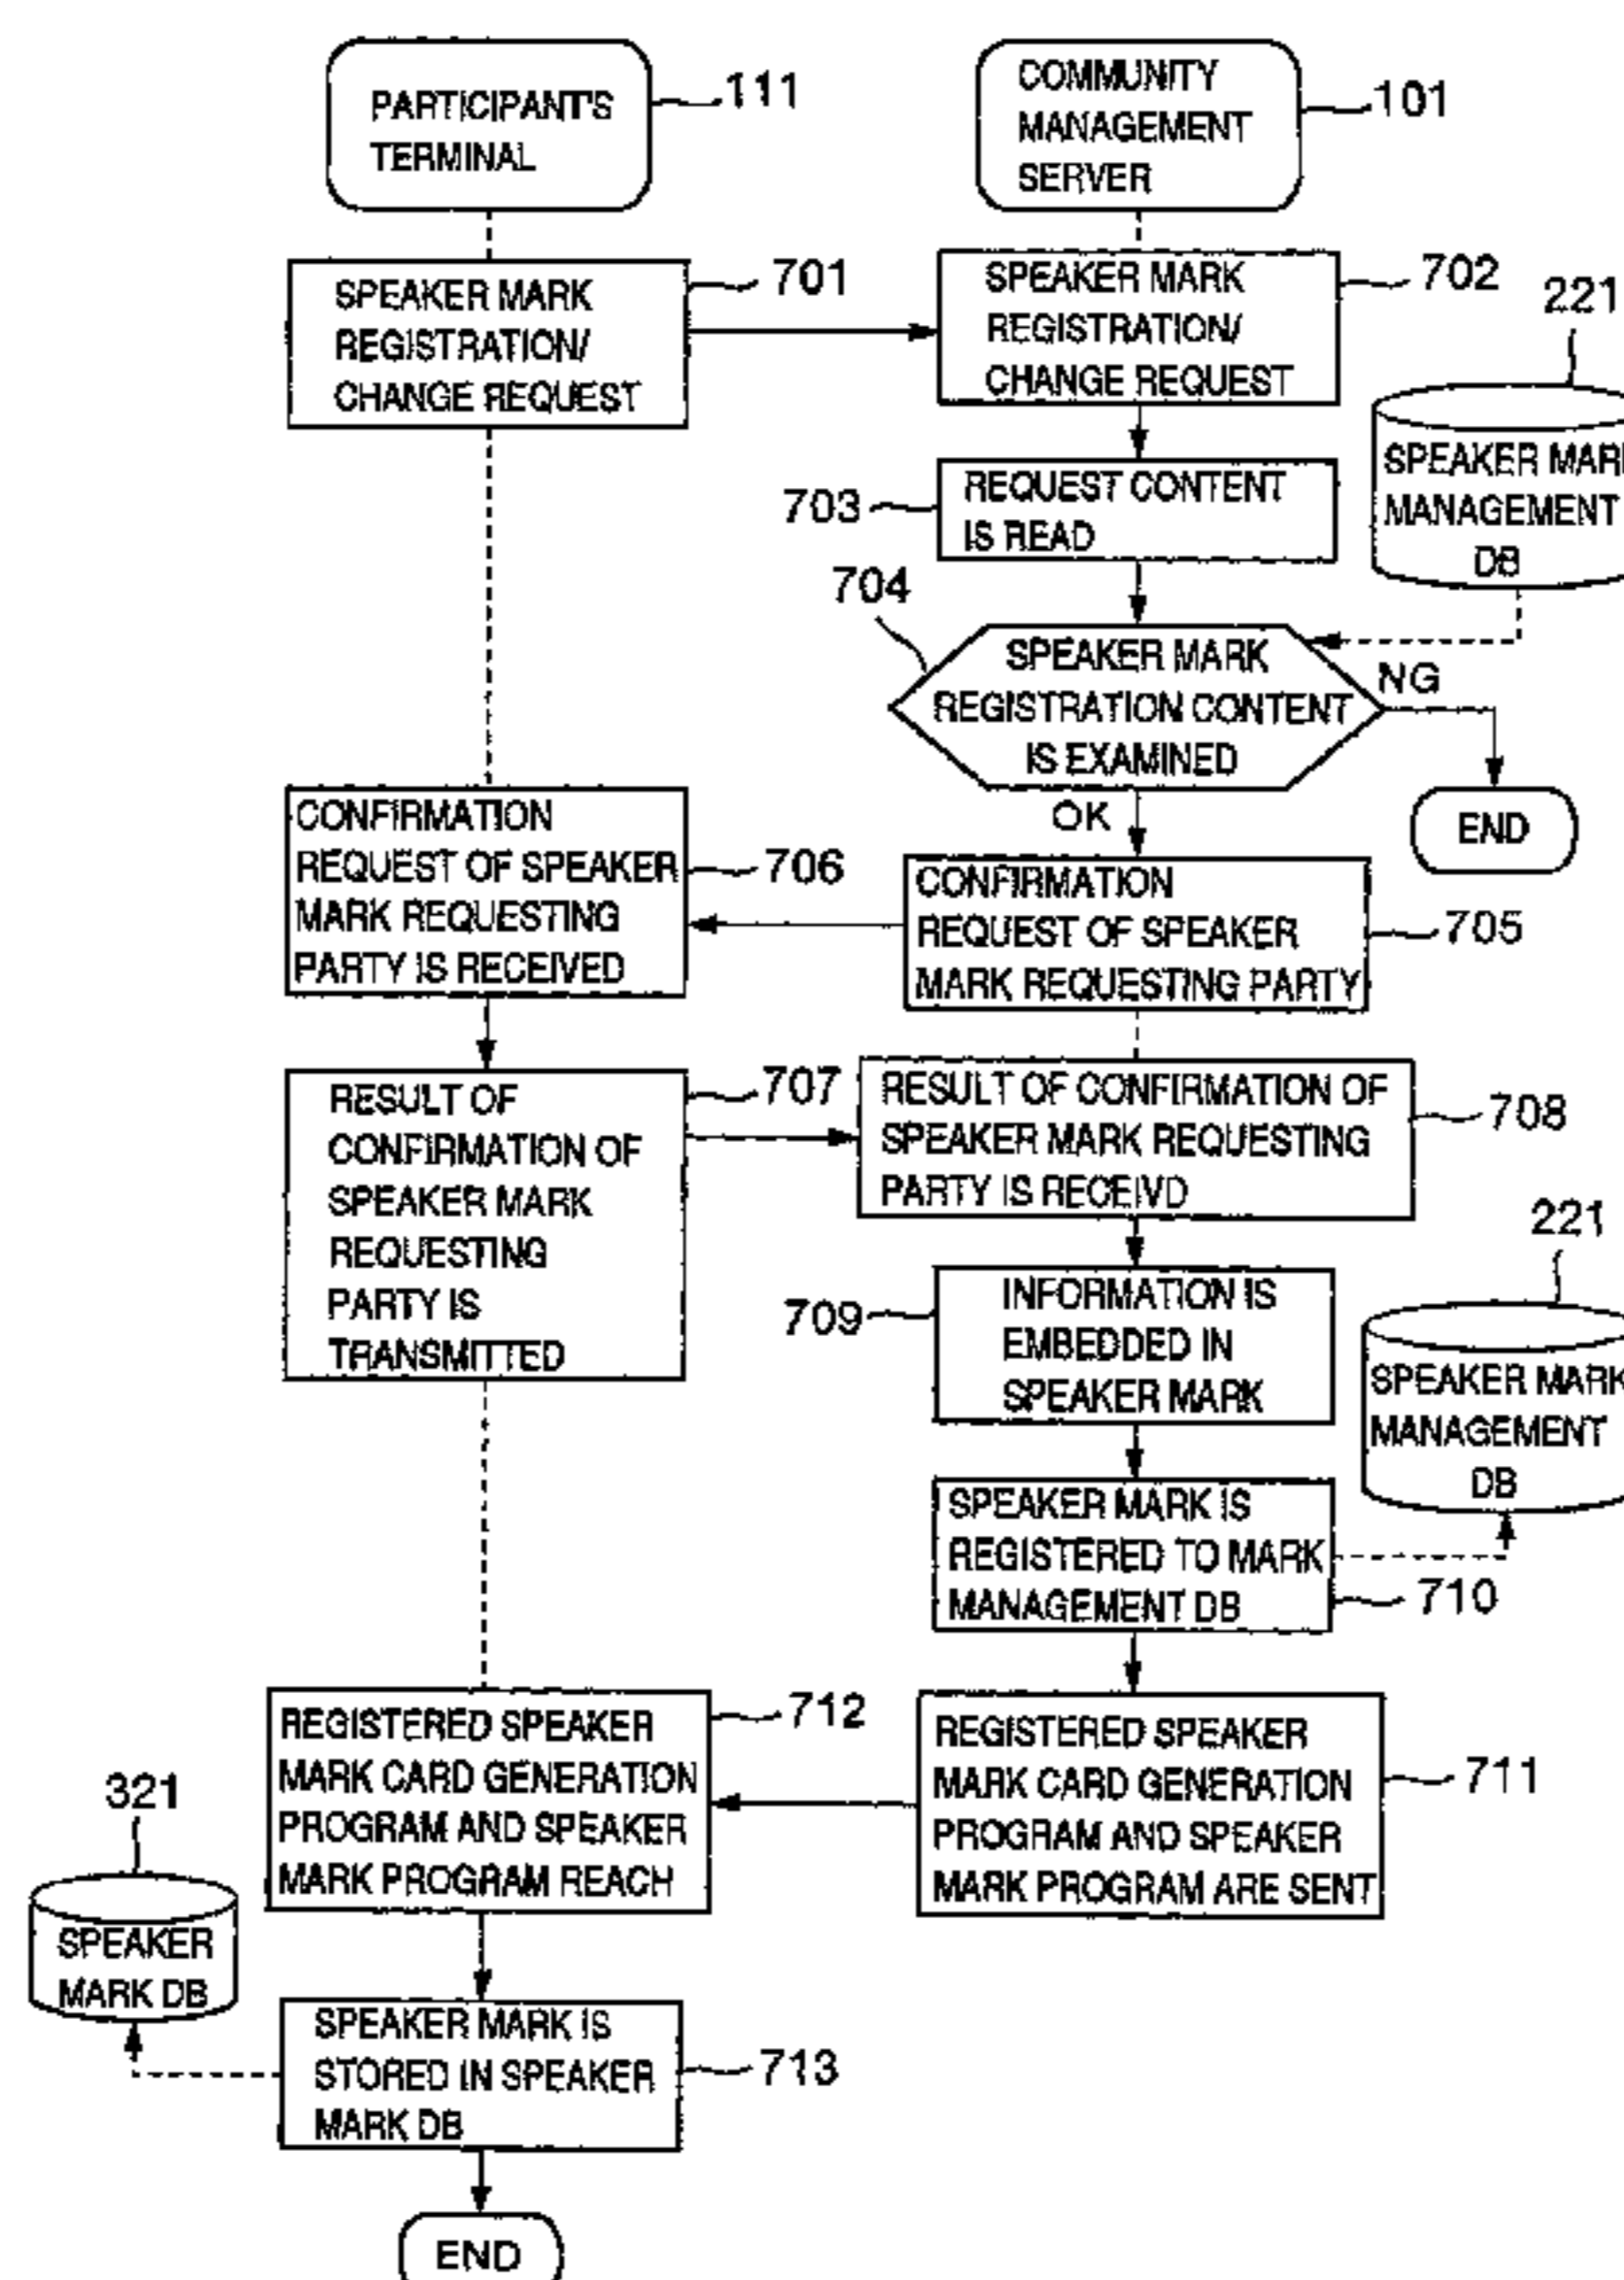 PARTICIPANT'S
TERMINAL
111
COMMUNITY
MANAGEMENT
SERVER
101
SPEAKER MARK
REGISTRATION/
CHANGE REQUEST
701
SPEAKER MARK
REGISTRATION/
CHANGE REQUEST
702
221
SPEAKER MARK
MANAGEMENT
DB
703
REQUEST CONTENT
IS READ
704
SPEAKER MARK
REGISTRATION CONTENT
IS EXAMINED
NG
END
OK
CONFIRMATION
REQUEST OF SPEAKER
MARK REQUESTING
PARTY IS RECEIVED
706
CONFIRMATION
REQUEST OF SPEAKER
MARK REQUESTING PARTY
705
RESULT OF
CONFIRMATION OF
SPEAKER MARK
REQUESTING
PARTY IS
TRANSMITTED
707
RESULT OF CONFIRMATION OF
SPEAKER MARK REQUESTING
PARTY IS RECEIVD
708
709
INFORMATION IS
EMBEDDED IN
SPEAKER MARK
221
SPEAKER MARK
MANAGEMENT
DB
SPEAKER MARK IS
REGISTERED TO MARK
MANAGEMENT DB
710
REGISTERED SPEAKER
MARK CARD GENERATION
PROGRAM AND SPEAKER
MARK PROGRAM REACH
712
REGISTERED SPEAKER
MARK CARD GENERATION
PROGRAM AND SPEAKER
MARK PROGRAM ARE SENT
711
321
SPEAKER
MARK DB
SPEAKER MARK IS
STORED IN SPEAKER
MARK DB
713
END